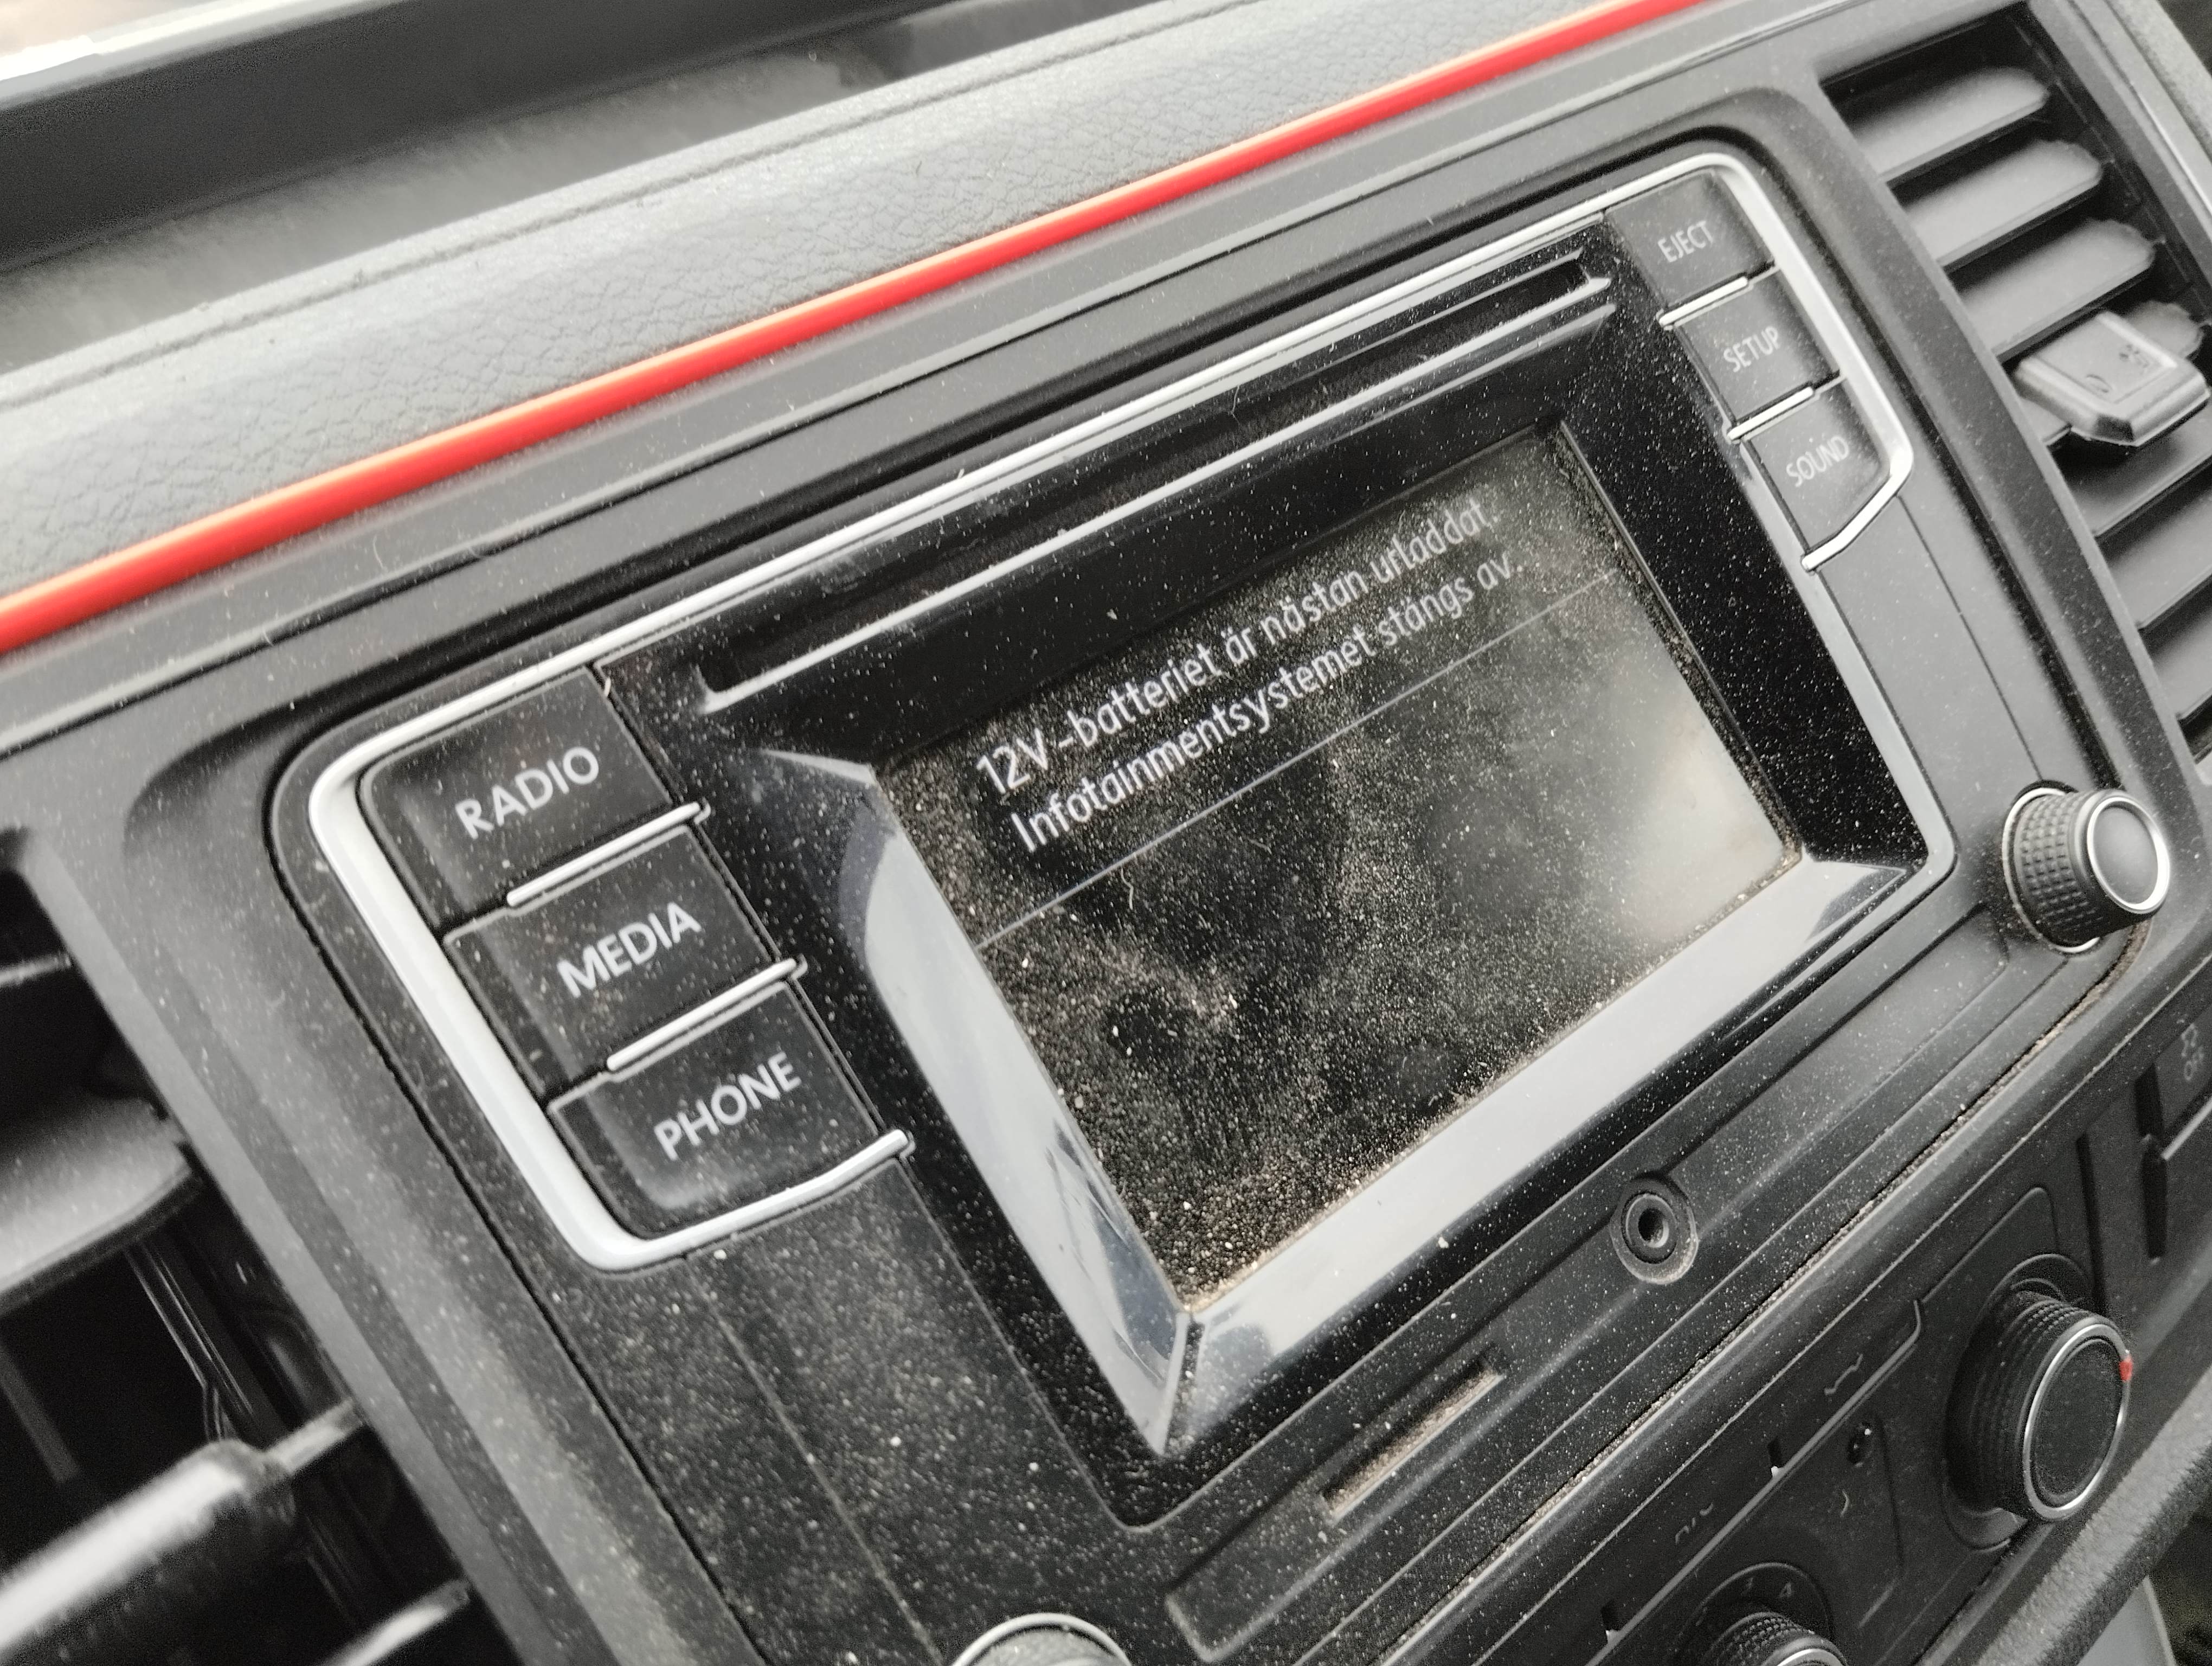 EJECT
SETUP
SOUND
12V-batteriet är nästan urladdat.
Infotainmentsystemet stängs av.
RADIO
MEDIA
PHONE